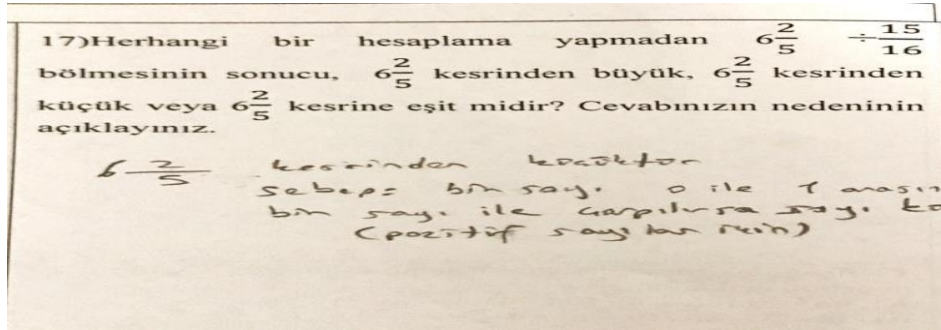 17)Herhangi bir hesaplama yapmadan 6 2/5 ÷ 15/16
bölmesinin sonucu, 6 2/5 kesrinden büyük, 6 2/5 kesrinden
küçük veya 6 2/5 kesrine eşit midir? Cevabınızın nedeninin
açıklayınız.
6 2/5 kesrinden küçüktür
sebep= bir sayı 0 ile 1 arasın
bir sayı ile çarpılırsa sayı kü
(pozitif sayılar için)